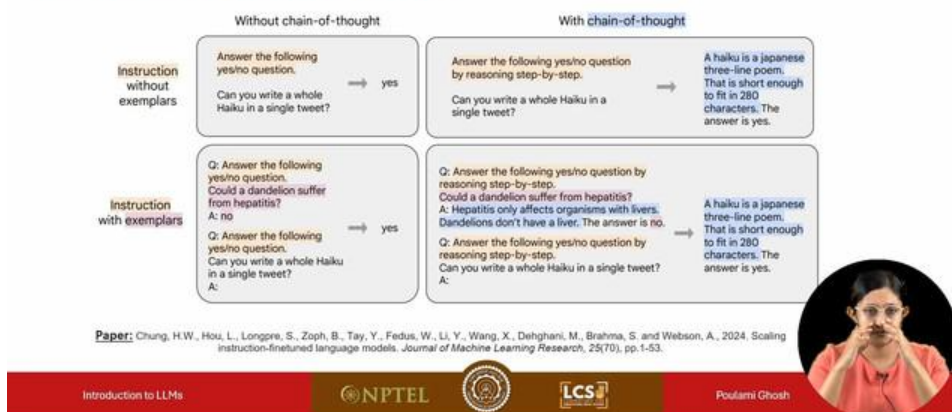 Without chain-of-thought
With chain-of-thought
Instruction
without
exemplars
Answer the following
yes/no question.
Can you write a whole
Haiku in a single tweet?
yes
Answer the following yes/no question
by reasoning step-by-step.
Can you write a whole Haiku in a
single tweet?
A haiku is a japanese
three-line poem.
That is short enough
to fit in 280
characters. The
answer is yes.
Instruction
with exemplars
Q: Answer the following
yes/no question.
Could a dandelion suffer
from hepatitis?
A: no
Q: Answer the following
yes/no question.
Can you write a whole Haiku
in a single tweet?
A:
yes
Q: Answer the following yes/no question by
reasoning step-by-step.
Could a dandelion suffer from hepatitis?
A: Hepatitis only affects organisms with livers.
Dandelions don't have a liver. The answer is no.
Q: Answer the following yes/no question by
reasoning step-by-step.
Can you write a whole Haiku in a single tweet?
A:
A haiku is a japanese
three-line poem.
That is short enough
to fit in 280
characters. The
answer is yes.
Paper: Chung, H.W., Hou, L., Longpre, S., Zoph, B., Tay, Y., Fedus, W., Li, Y., Wang, X., Dehghani, M., Brahma, S. and Webson, A., 2024. Scaling
instruction-finetuned language models. Journal of Machine Learning Research, 25(70), pp.1-53.
Introduction to LLMs
NPTEL
LCS
Poulami Ghosh